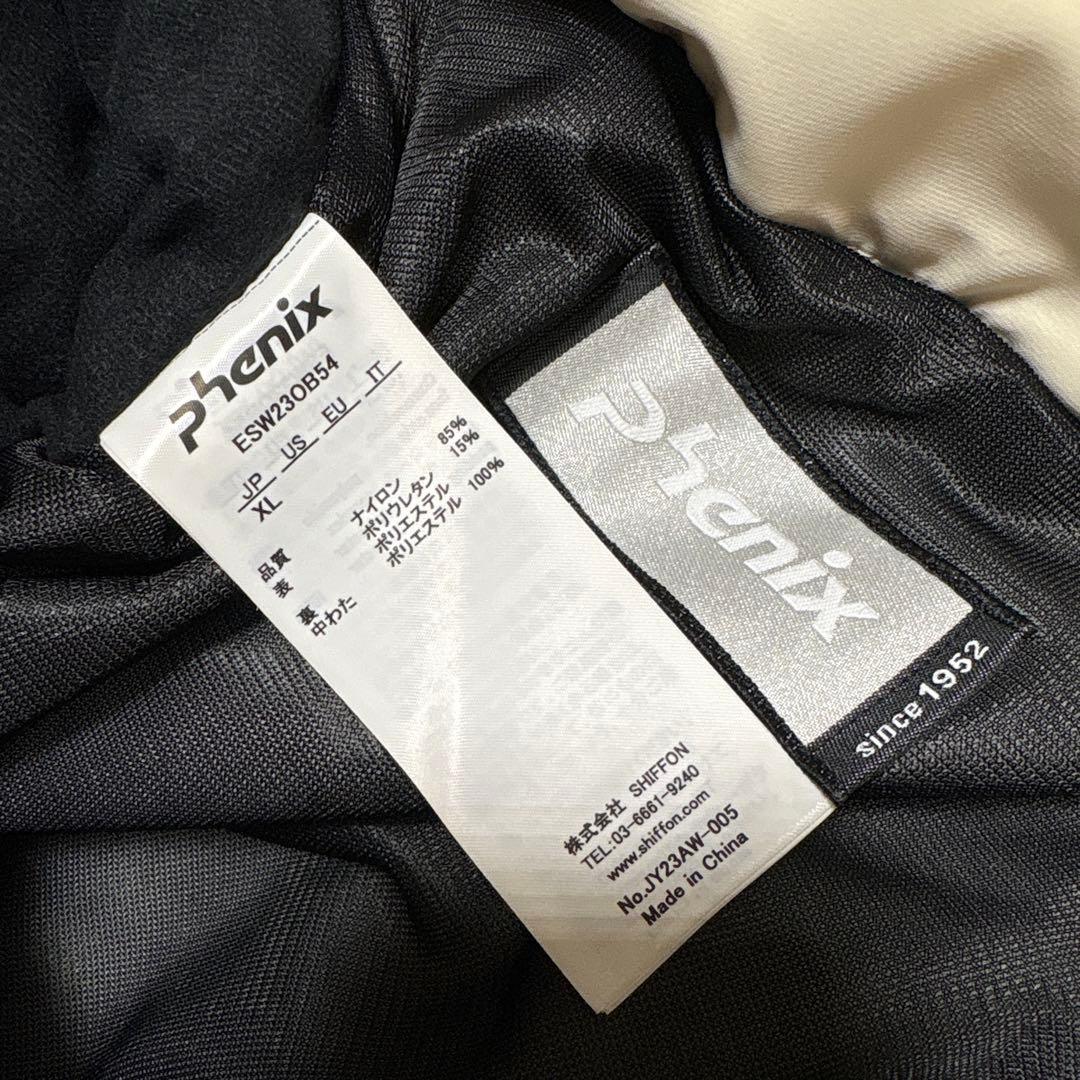 Phenix
ESW23OB54
JP US EU IT
XL
品質
表 ナイロン 85%
ポリウレタン 15%
裏 ポリエステル
中わた ポリエステル 100%
株式会社 SHIFFON
TEL:03-6661-9240
www.shiffon.com
No.JY23AW-005
Made in China
Phenix
since 1952